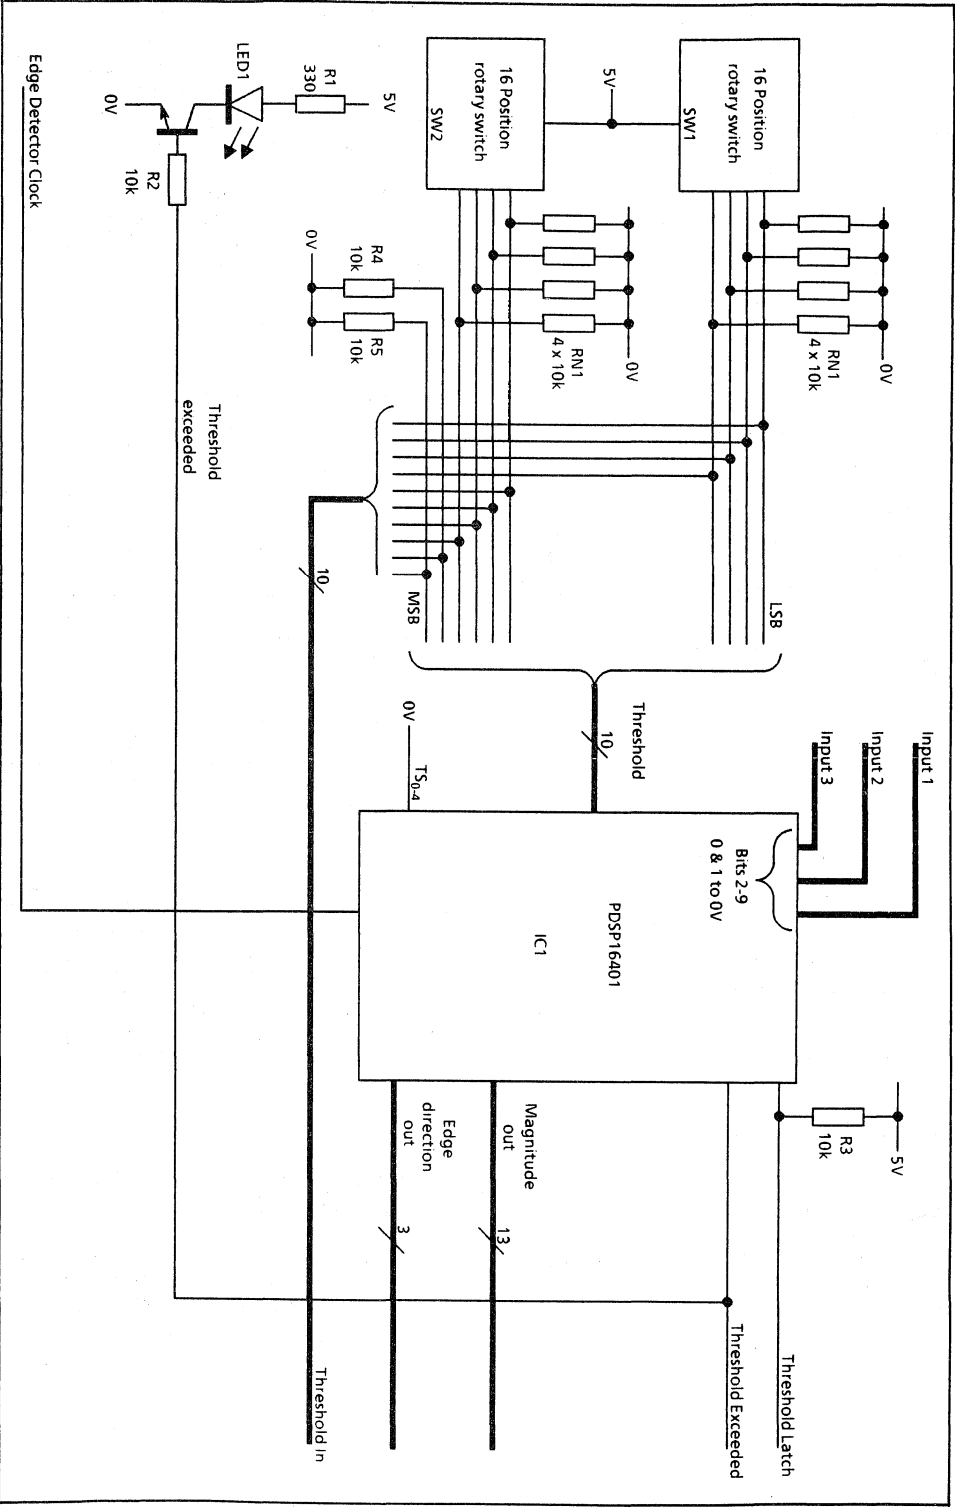 Input 1
Input 2
Input 3
5V
R3
10k
Threshold Latch
Threshold Exceeded
Bits 2-9
0 & 1 to 0V
PDSP16401
IC1
Magnitude
out
13
Edge
direction
out
3
Threshold In
0V
RN1
4 x 10k
16 Position
rotary switch
SW1
LSB
5V
0V
RN1
4 x 10k
Threshold
10
16 Position
rotary switch
SW2
MSB
0V
TS0-4
R4
10k
R5
10k
0V
10
5V
R1
330
LED1
0V
R2
10k
Threshold
exceeded
Edge Detector Clock